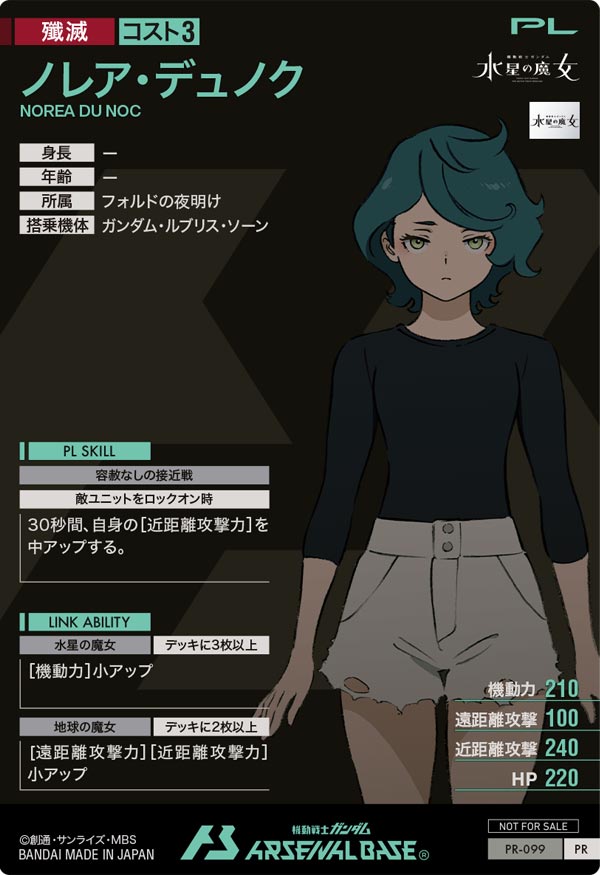 殲滅 コスト3
PL
ノレア・デュノク
NOREA DU NOC
水星の魔女
水星の魔女
身長 ー
年齢 ー
所属 フォルドの夜明け
搭乗機体 ガンダム・ルブリス・ソーン
PL SKILL
容赦なしの接近戦
敵ユニットをロックオン時
30秒間、自身の[近距離攻撃力]を
中アップする。
LINK ABILITY
水星の魔女 デッキに3枚以上
[機動力]小アップ
地球の魔女 デッキに2枚以上
[遠距離攻撃力][近距離攻撃力]
小アップ
機動力 210
遠距離攻撃 100
近距離攻撃 240
HP 220
©創通・サンライズ・MBS
BANDAI MADE IN JAPAN
機動戦士ガンダム
ARSENAL BASE®
NOT FOR SALE
PR-099 PR